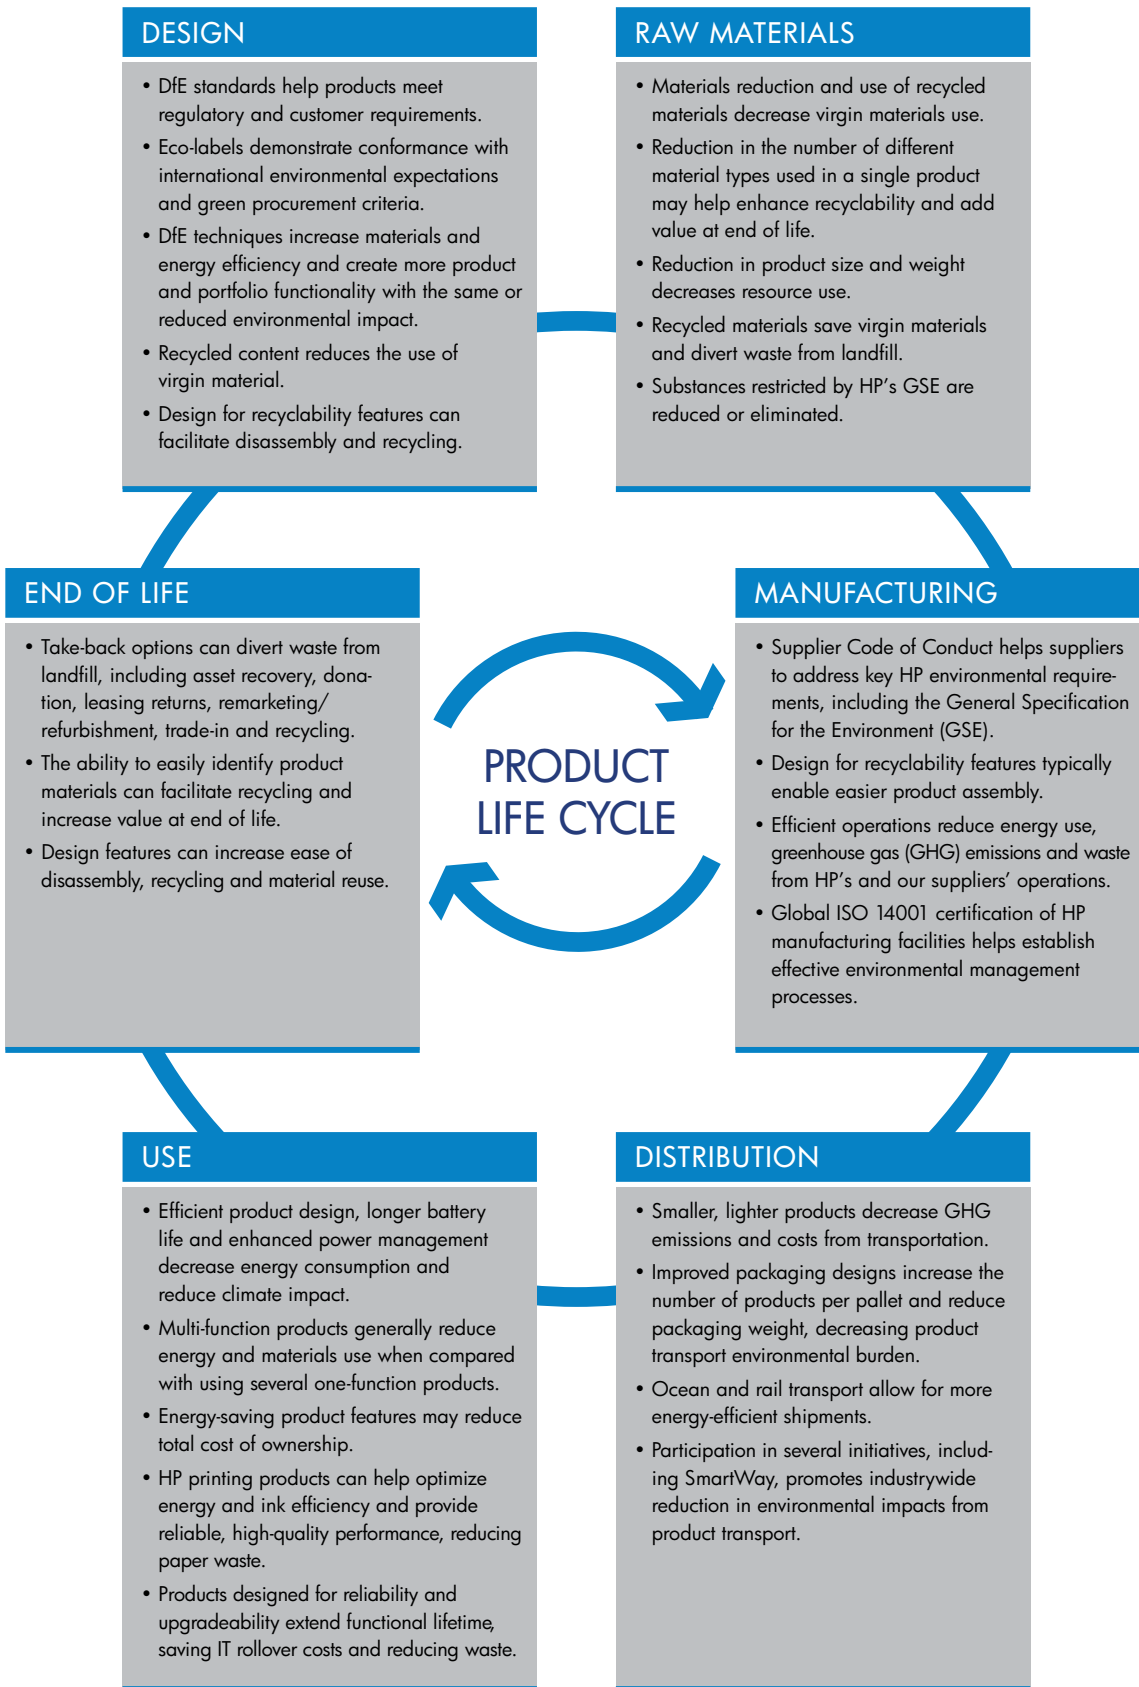 DESIGN
• DfE standards help products meet
regulatory and customer requirements.
• Eco-labels demonstrate conformance with
international environmental expectations
and green procurement criteria.
• DfE techniques increase materials and
energy efficiency and create more product
and portfolio functionality with the same or
reduced environmental impact.
• Recycled content reduces the use of
virgin material.
• Design for recyclability features can
facilitate disassembly and recycling.
RAW MATERIALS
• Materials reduction and use of recycled
materials decrease virgin materials use.
• Reduction in the number of different
material types used in a single product
may help enhance recyclability and add
value at end of life.
• Reduction in product size and weight
decreases resource use.
• Recycled materials save virgin materials
and divert waste from landfill.
• Substances restricted by HP's GSE are
reduced or eliminated.
END OF LIFE
• Take-back options can divert waste from
landfill, including asset recovery, dona-
tion, leasing returns, remarketing/
refurbishment, trade-in and recycling.
• The ability to easily identify product
materials can facilitate recycling and
increase value at end of life.
• Design features can increase ease of
disassembly, recycling and material reuse.
PRODUCT
LIFE CYCLE
MANUFACTURING
• Supplier Code of Conduct helps suppliers
to address key HP environmental require-
ments, including the General Specification
for the Environment (GSE).
• Design for recyclability features typically
enable easier product assembly.
• Efficient operations reduce energy use,
greenhouse gas (GHG) emissions and waste
from HP's and our suppliers' operations.
• Global ISO 14001 certification of HP
manufacturing facilities helps establish
effective environmental management
processes.
USE
• Efficient product design, longer battery
life and enhanced power management
decrease energy consumption and
reduce climate impact.
• Multi-function products generally reduce
energy and materials use when compared
with using several one-function products.
• Energy-saving product features may reduce
total cost of ownership.
• HP printing products can help optimize
energy and ink efficiency and provide
reliable, high-quality performance, reducing
paper waste.
• Products designed for reliability and
upgradeability extend functional lifetime,
saving IT rollover costs and reducing waste.
DISTRIBUTION
• Smaller, lighter products decrease GHG
emissions and costs from transportation.
• Improved packaging designs increase the
number of products per pallet and reduce
packaging weight, decreasing product
transport environmental burden.
• Ocean and rail transport allow for more
energy-efficient shipments.
• Participation in several initiatives, includ-
ing SmartWay, promotes industrywide
reduction in environmental impacts from
product transport.